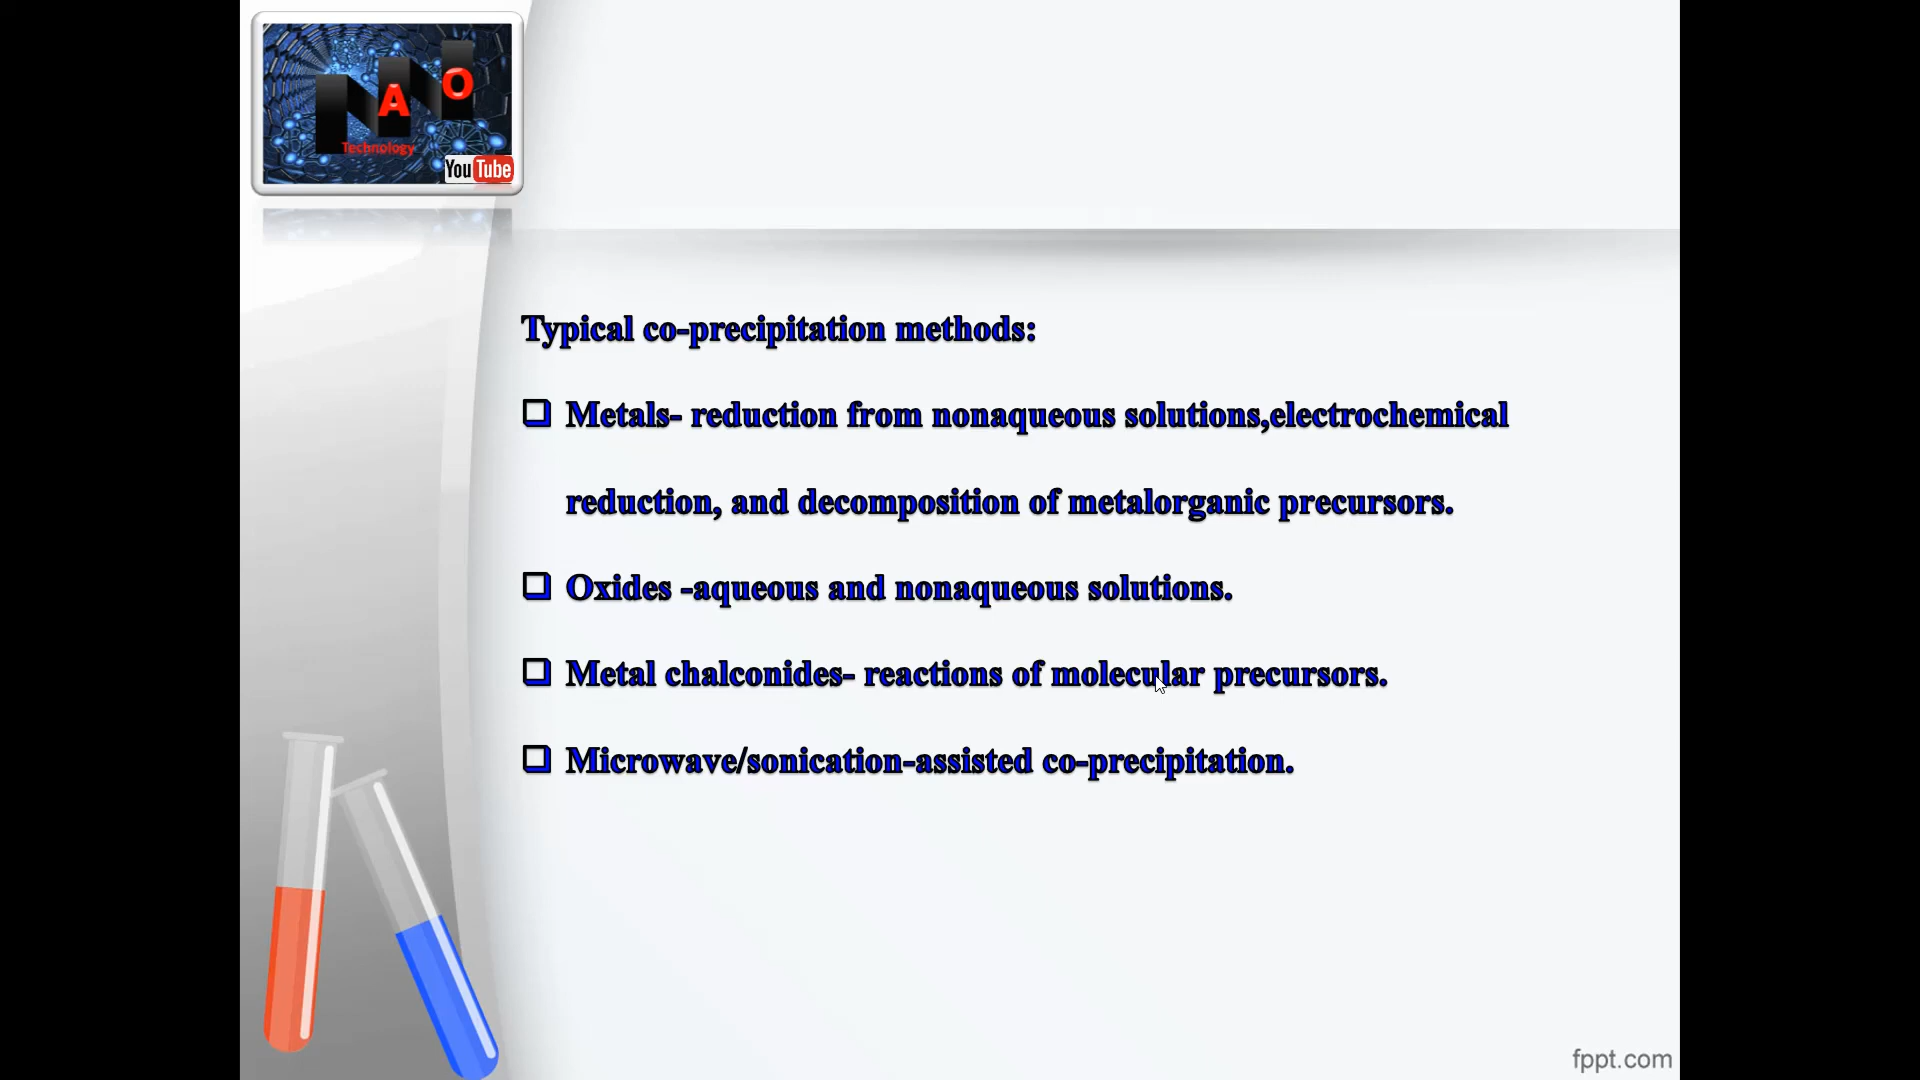 NANO
Technology
YouTube
Typical co-precipitation methods:
❑ Metals- reduction from nonaqueous solutions,electrochemical
reduction, and decomposition of metalorganic precursors.
❑ Oxides -aqueous and nonaqueous solutions.
❑ Metal chalconides- reactions of molecular precursors.
❑ Microwave/sonication-assisted co-precipitation.
fppt.com